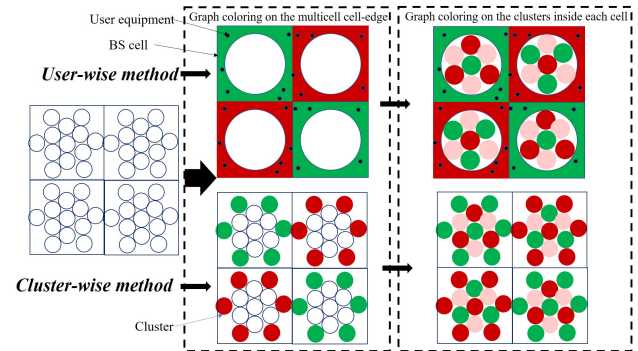 Graph coloring on the multicell cell-edge
Graph coloring on the clusters inside each cell
User equipment
BS cell
User-wise method
Cluster-wise method
Cluster